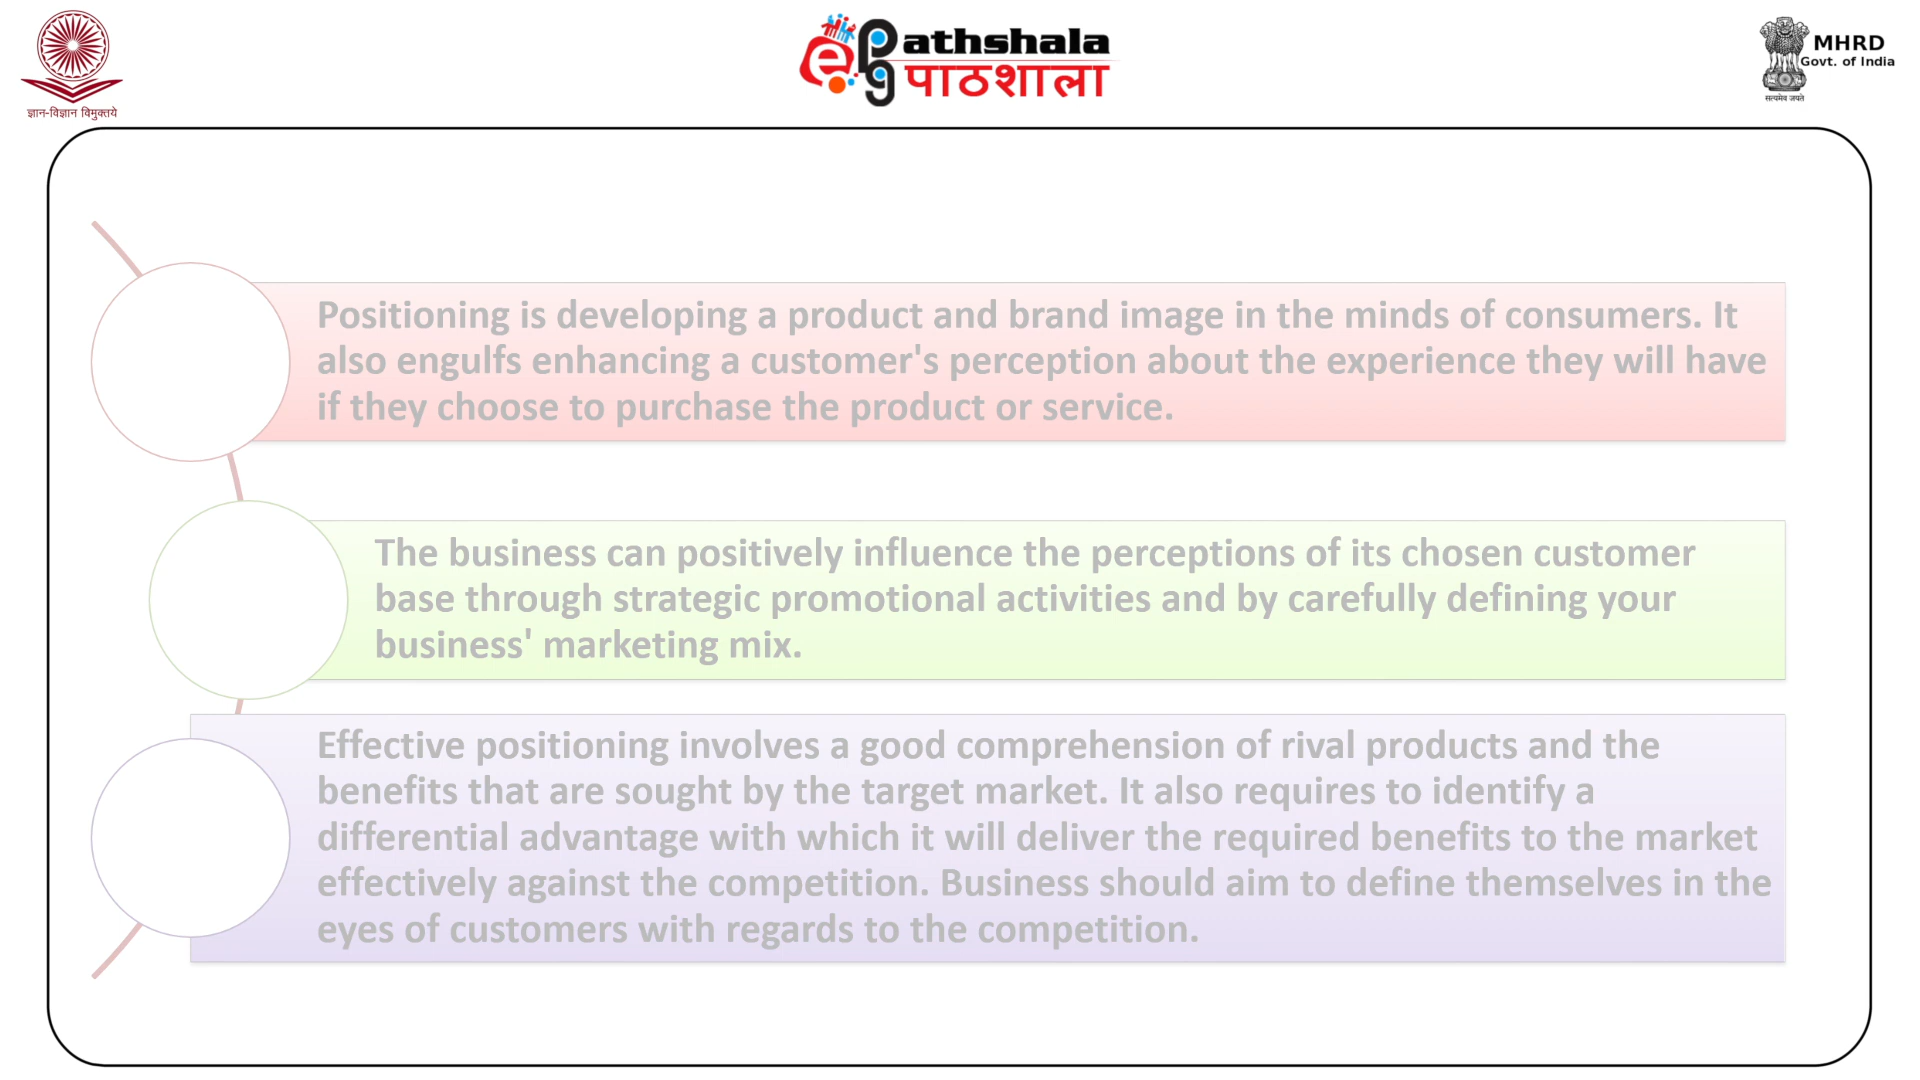 ज्ञान-विज्ञान विमुक्तये
e pg athshala
पाठशाला
MHRD
Govt. of India
सत्यमेव जयते
Positioning is developing a product and brand image in the minds of consumers. It
also engulfs enhancing a customer's perception about the experience they will have
if they choose to purchase the product or service.
The business can positively influence the perceptions of its chosen customer
base through strategic promotional activities and by carefully defining your
business' marketing mix.
Effective positioning involves a good comprehension of rival products and the
benefits that are sought by the target market. It also requires to identify a
differential advantage with which it will deliver the required benefits to the market
effectively against the competition. Business should aim to define themselves in the
eyes of customers with regards to the competition.